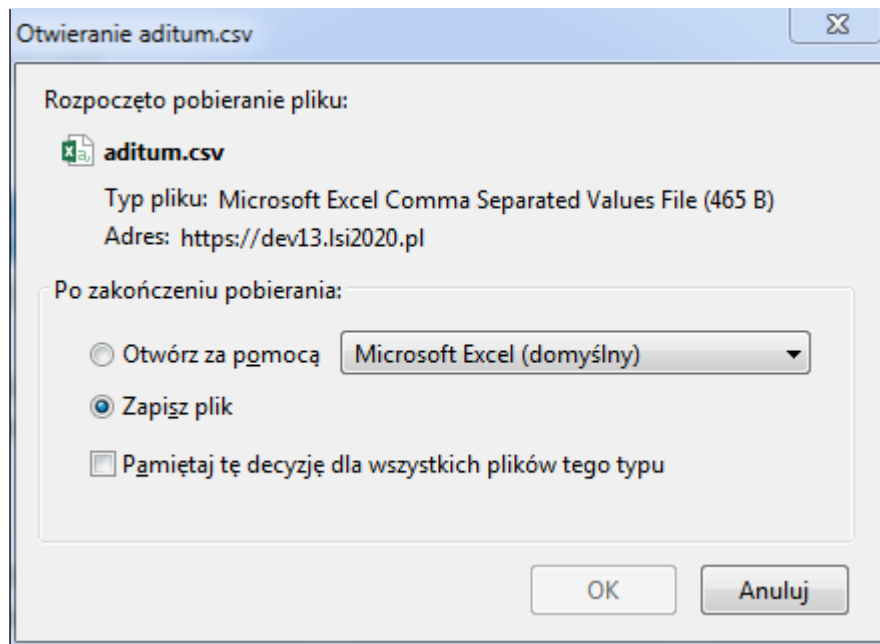 Otwieranie aditum.csv
Rozpoczęto pobieranie pliku:
aditum.csv
Typ pliku: Microsoft Excel Comma Separated Values File (465 B)
Adres: https://dev13.lsi2020.pl
Po zakończeniu pobierania:
Otwórz za pomocą Microsoft Excel (domyślny)
Zapisz plik
Pamiętaj tę decyzję dla wszystkich plików tego typu
OK Anuluj